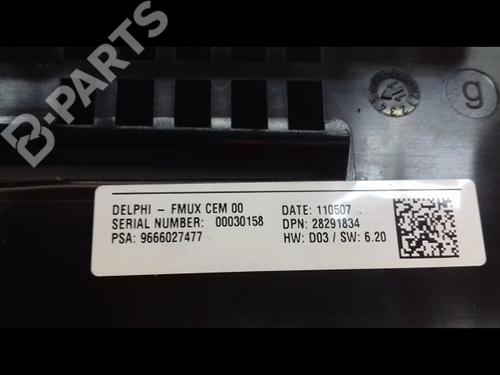 B-PARTS
g
DELPHI - FMUX CEM 00
DATE: 110507
SERIAL NUMBER: 00030158
DPN: 28291834
PSA: 9666027477
HW: D03 / SW: 6.20